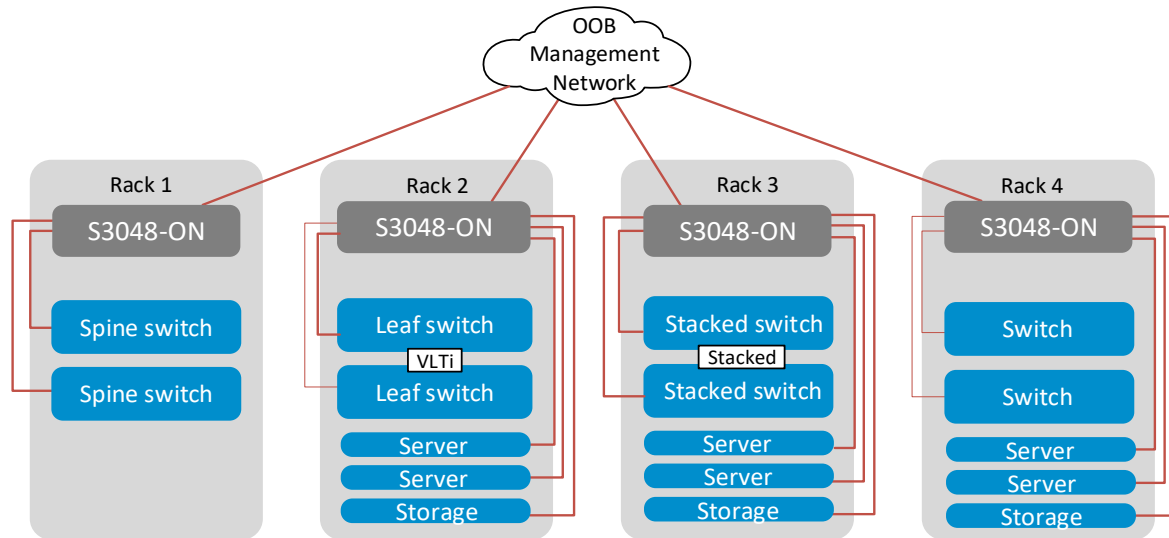 OOB
Management
Network
Rack 1
S3048-ON
Spine switch
Spine switch
Rack 2
S3048-ON
Leaf switch
VLTi
Leaf switch
Server
Server
Storage
Rack 3
S3048-ON
Stacked switch
Stacked
Stacked switch
Server
Server
Storage
Rack 4
S3048-ON
Switch
Switch
Server
Server
Storage